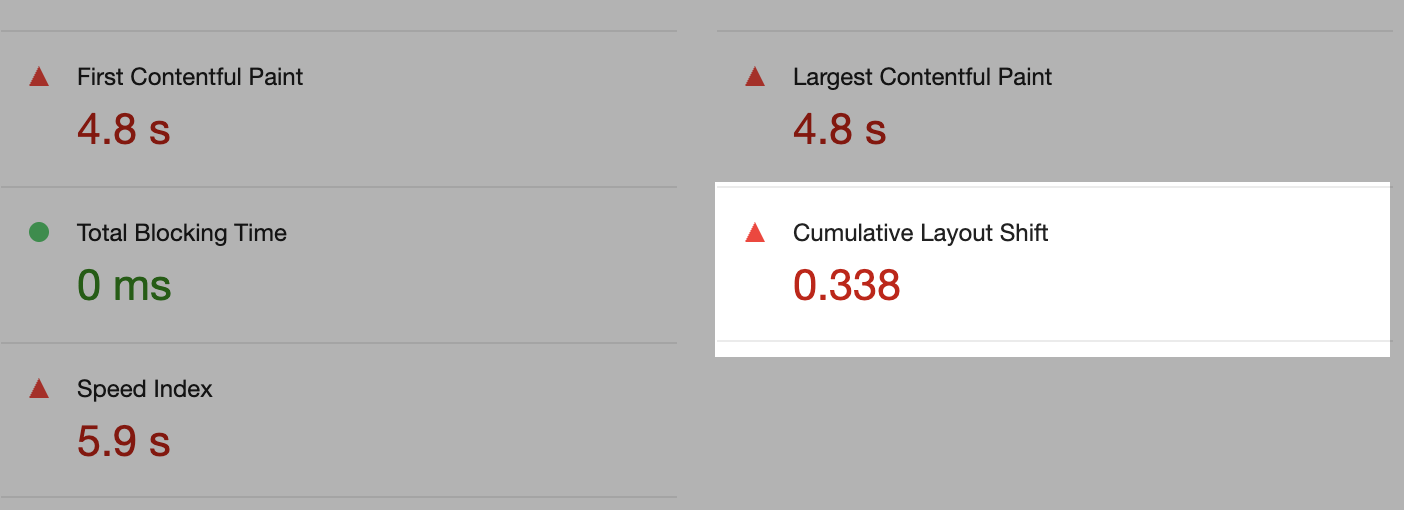 First Contentful Paint
4.8 s
Largest Contentful Paint
4.8 s
Total Blocking Time
0 ms
Cumulative Layout Shift
0.338
Speed Index
5.9 s